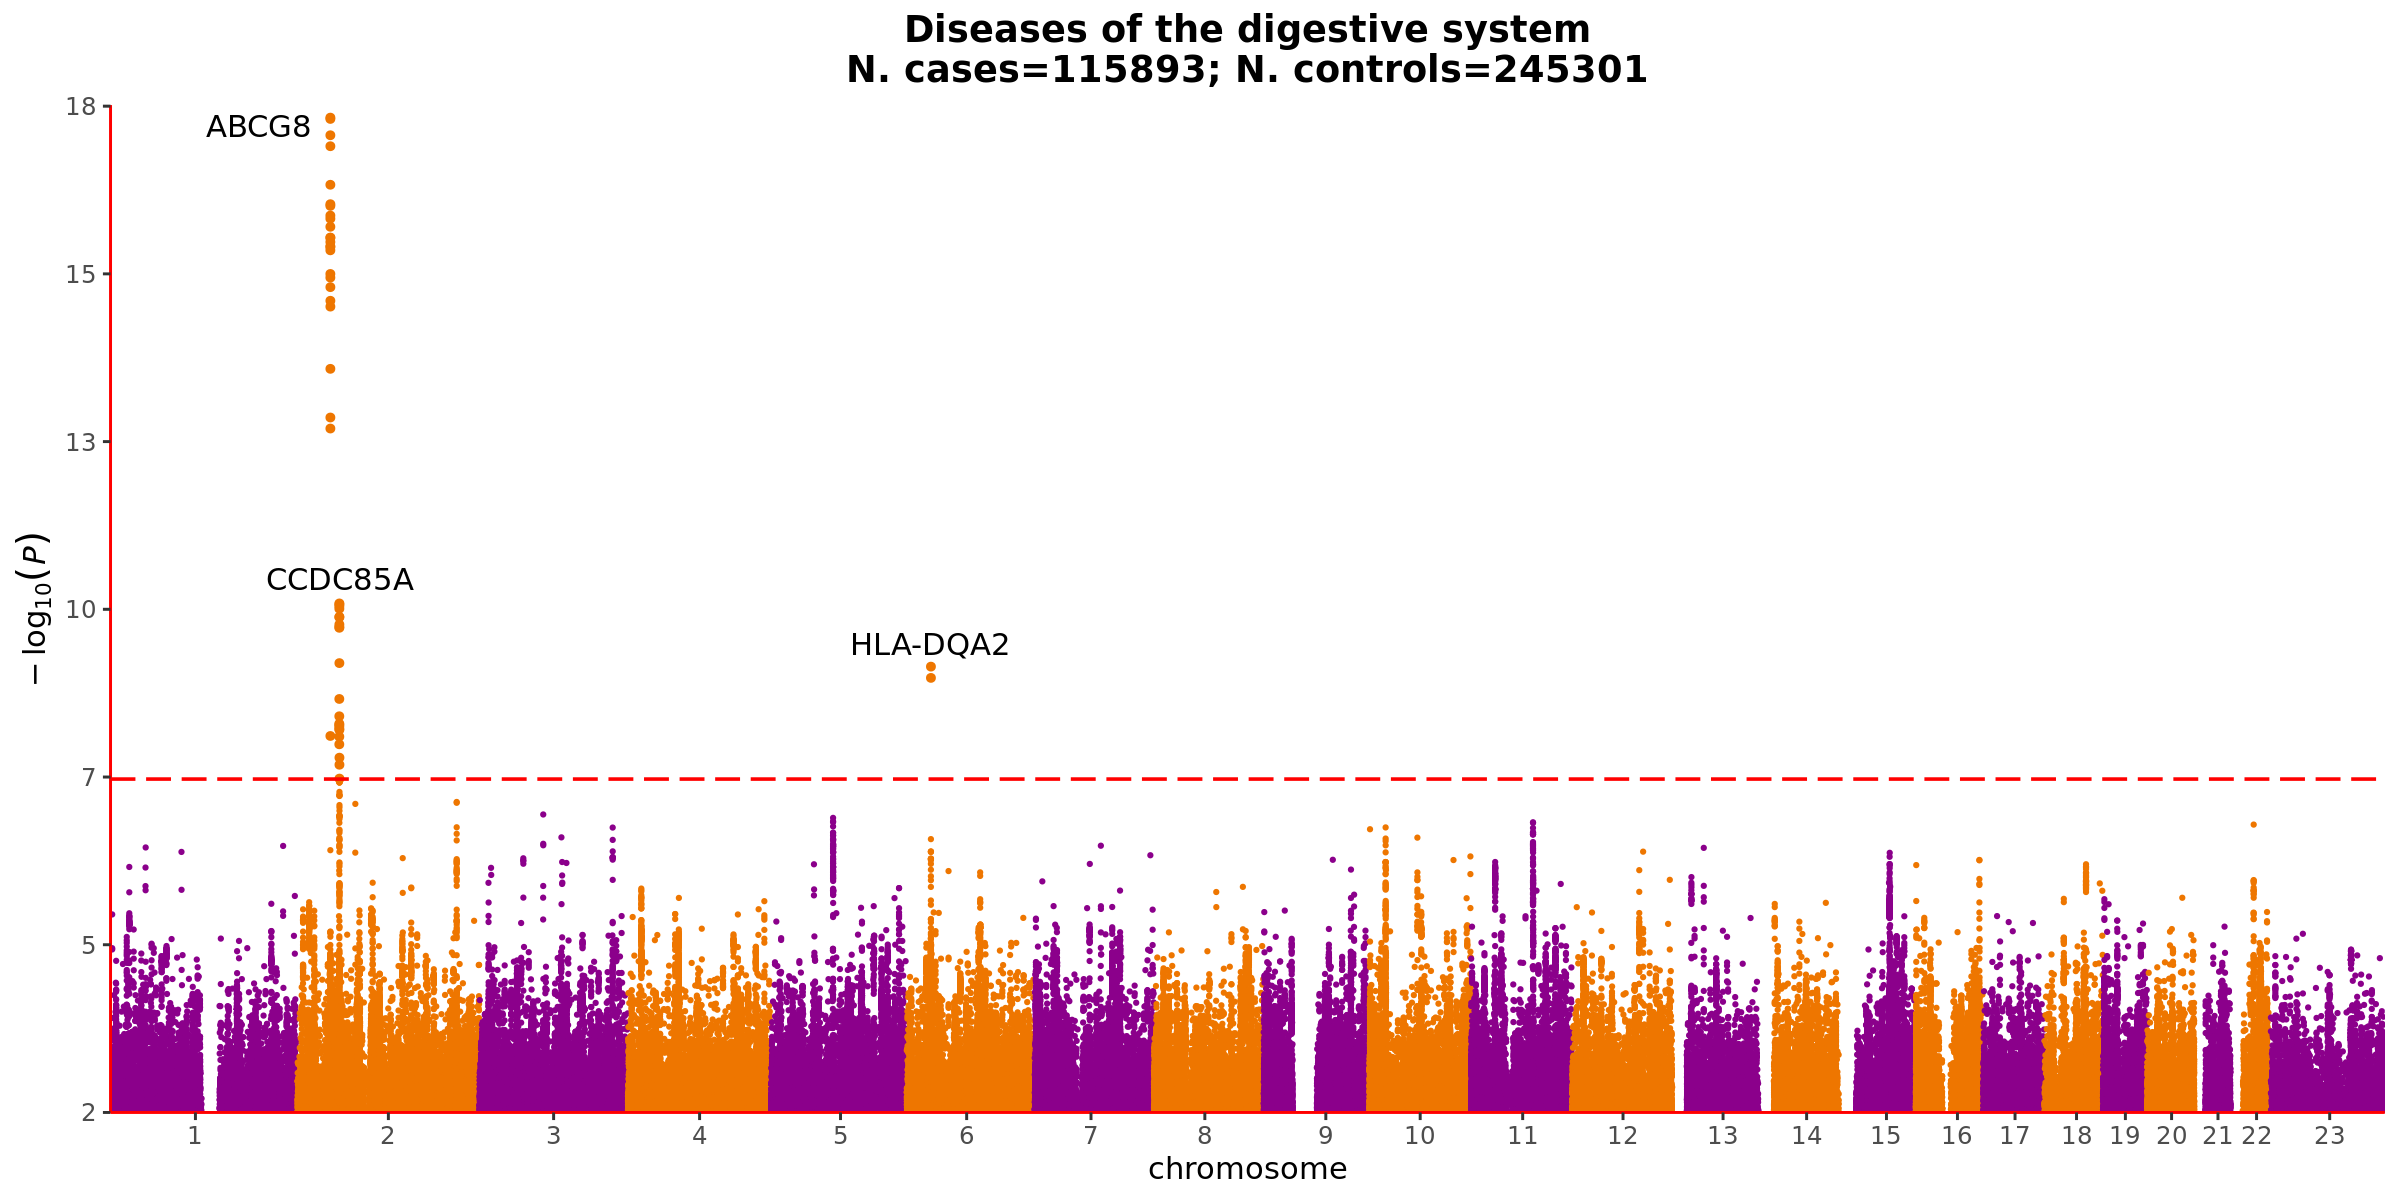 Diseases of the digestive system
N. cases=115893; N. controls=245301
18
ABCG8
15
13
CCDC85A
10
HLA-DQA2
7
5
2
−log10(P)
1 2 3 4 5 6 7 8 9 10 11 12 13 14 15 16 17 18 19 20 21 22 23
chromosome